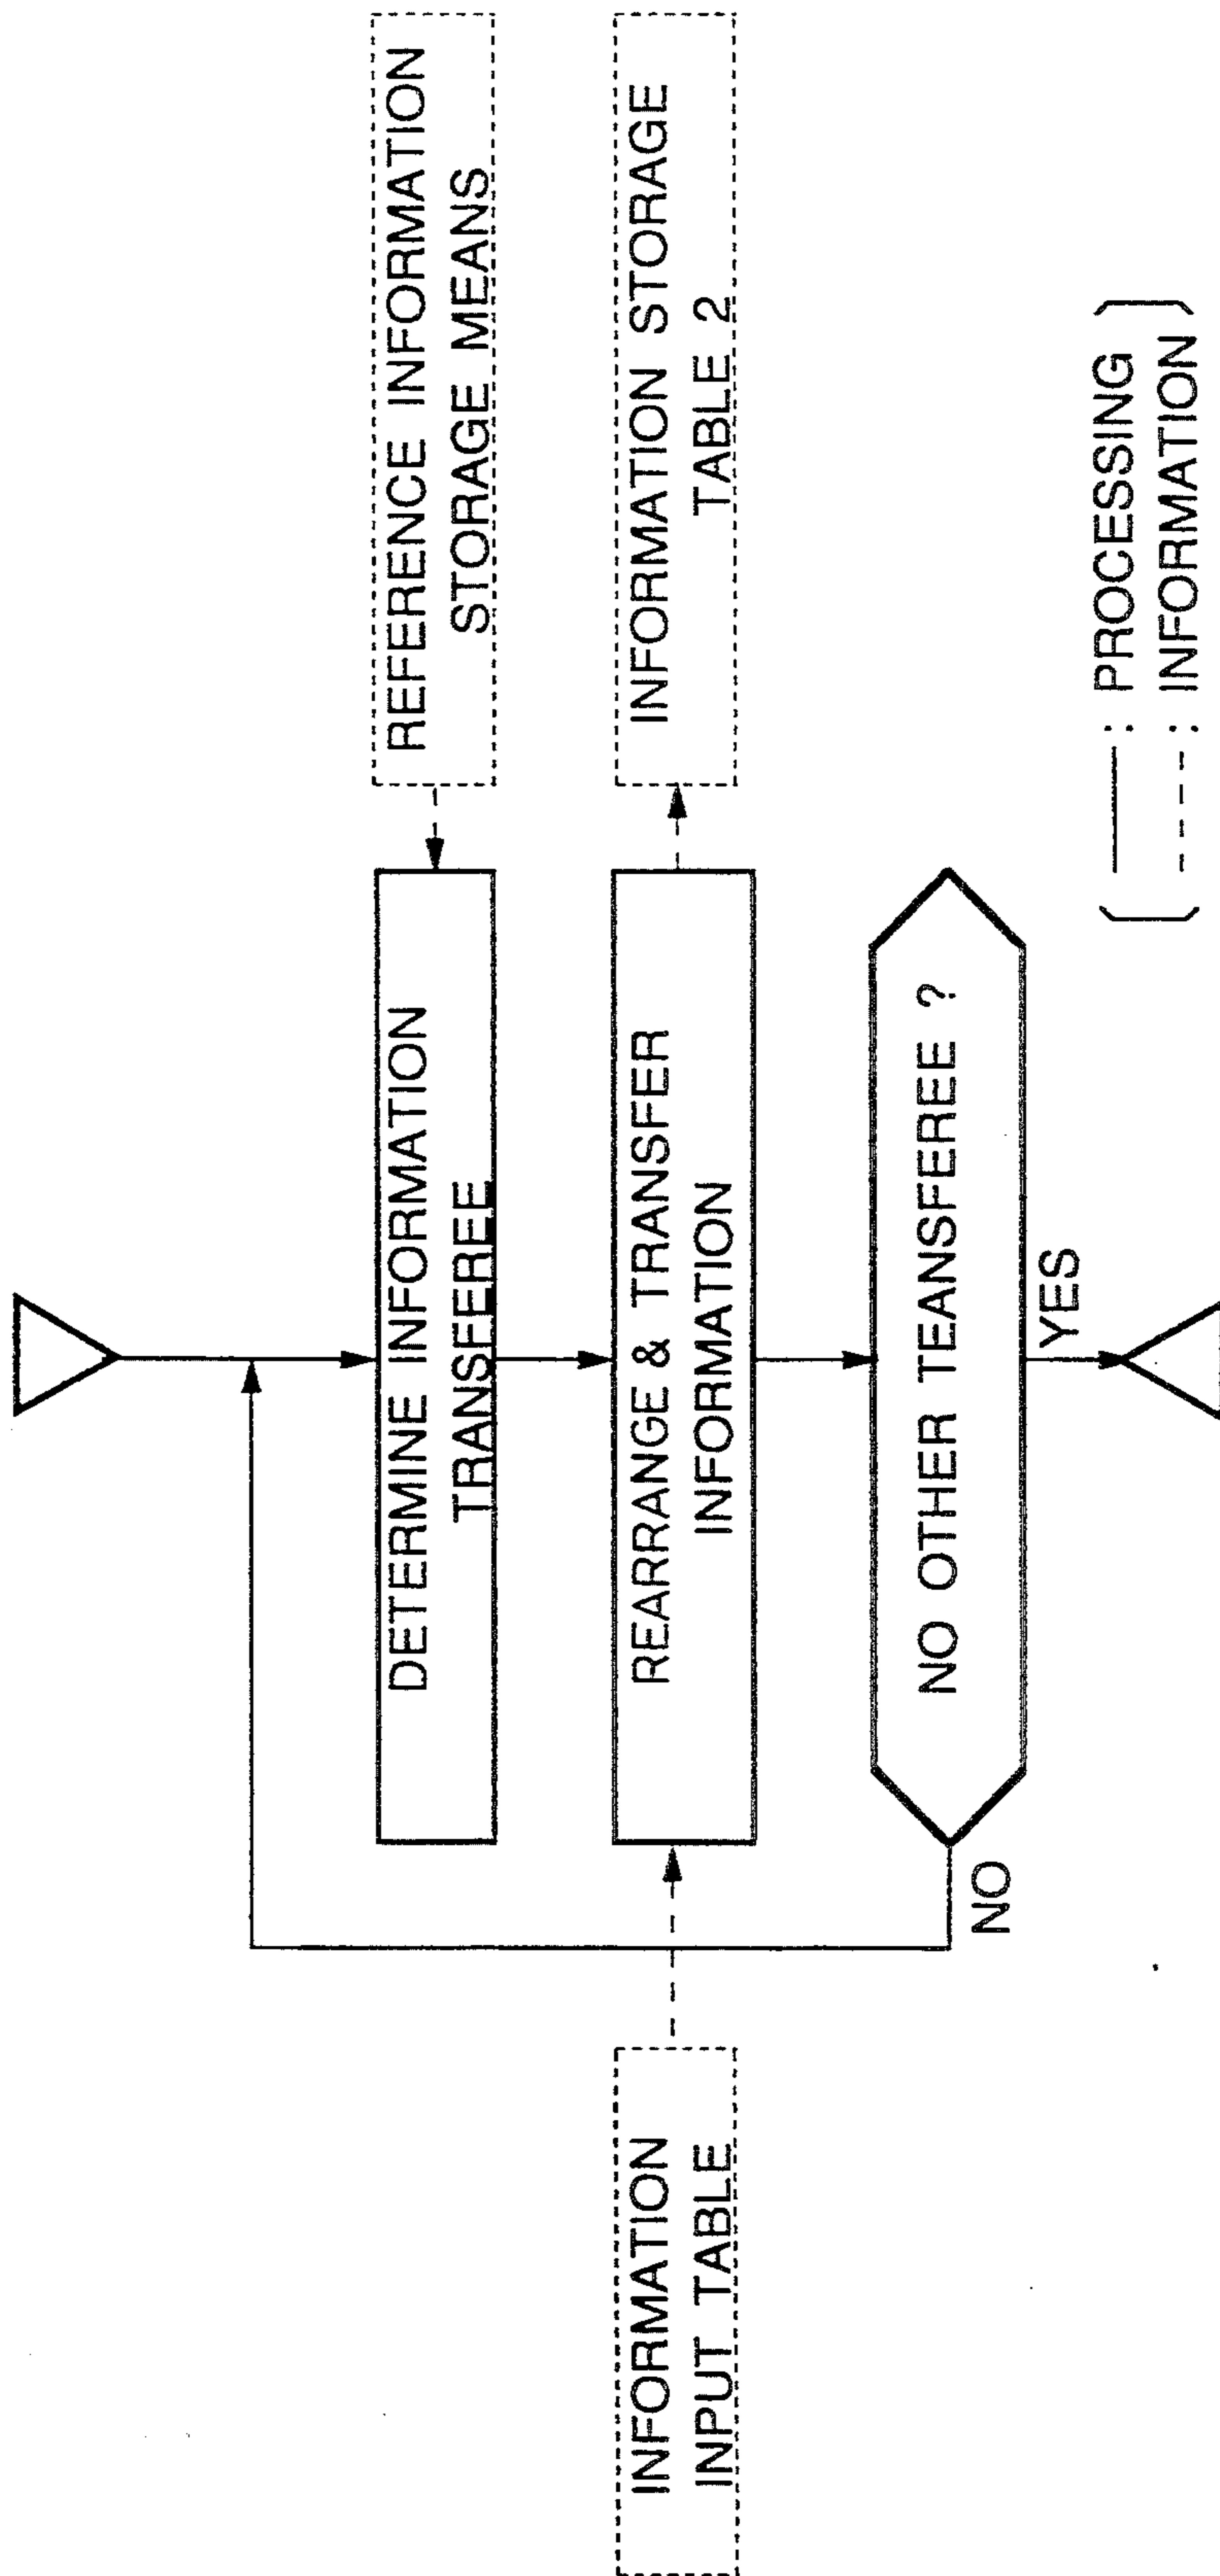 DETERMINE INFORMATION
TRANSFEREE
REFERENCE INFORMATION
STORAGE MEANS
INFORMATION
INPUT TABLE
REARRANGE & TRANSFER
INFORMATION
INFORMATION STORAGE
TABLE 2
NO OTHER TEANSFEREE ?
NO
YES
: PROCESSING
: INFORMATION